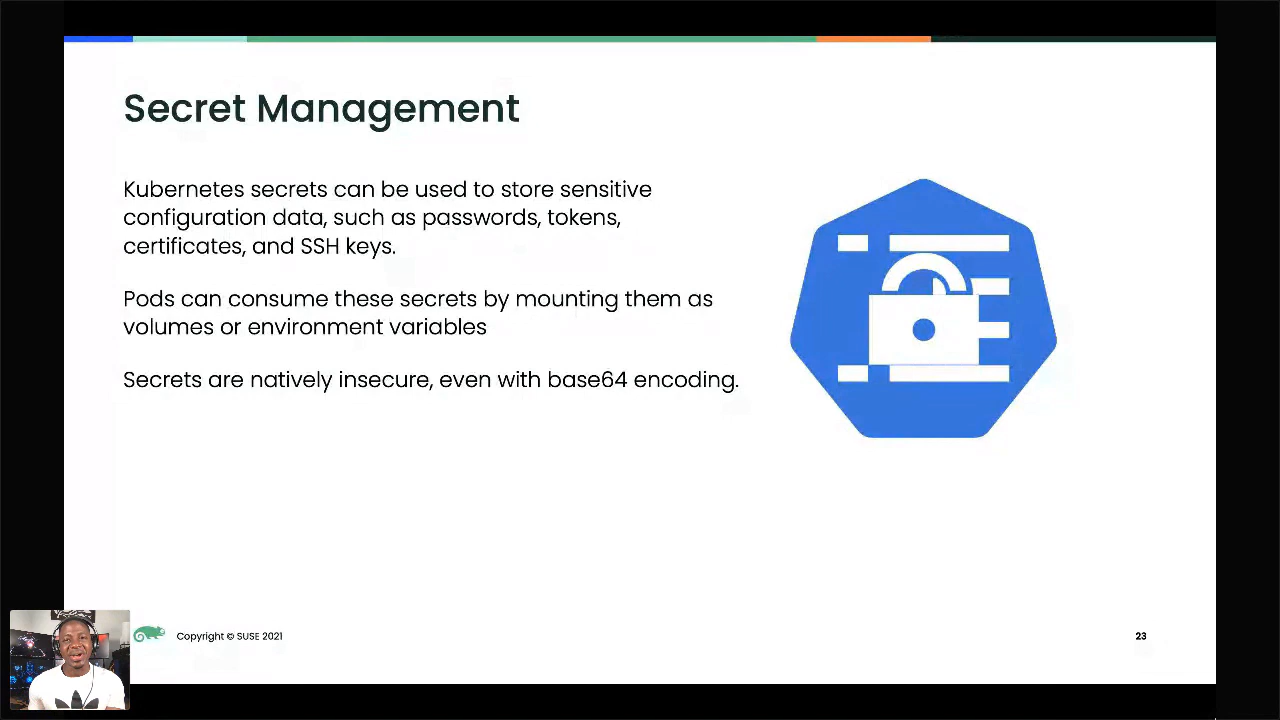 Secret Management
Kubernetes secrets can be used to store sensitive
configuration data, such as passwords, tokens,
certificates, and SSH keys.
Pods can consume these secrets by mounting them as
volumes or environment variables
Secrets are natively insecure, even with base64 encoding.
Copyright © SUSE 2021
23